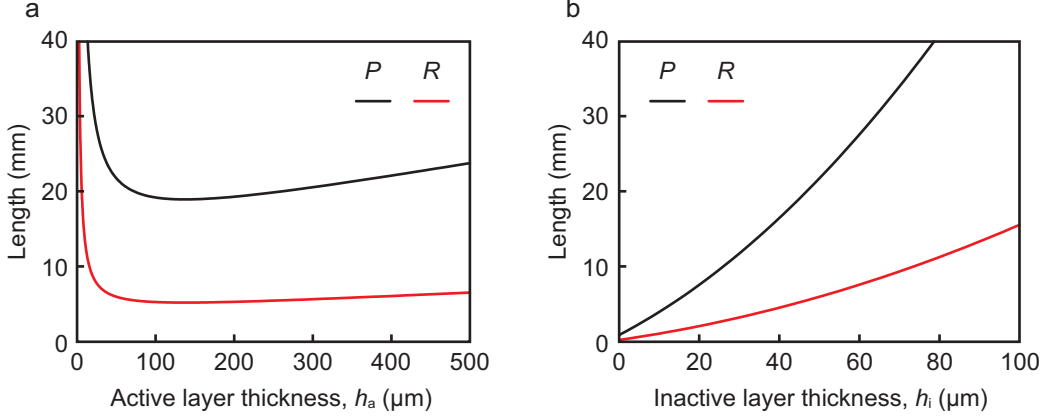 a
P R
40
30
20
10
0
Length (mm)
0 100 200 300 400 500
Active layer thickness, hₐ (µm)
b
P R
40
30
20
10
0
Length (mm)
0 20 40 60 80 100
Inactive layer thickness, hᵢ (µm)